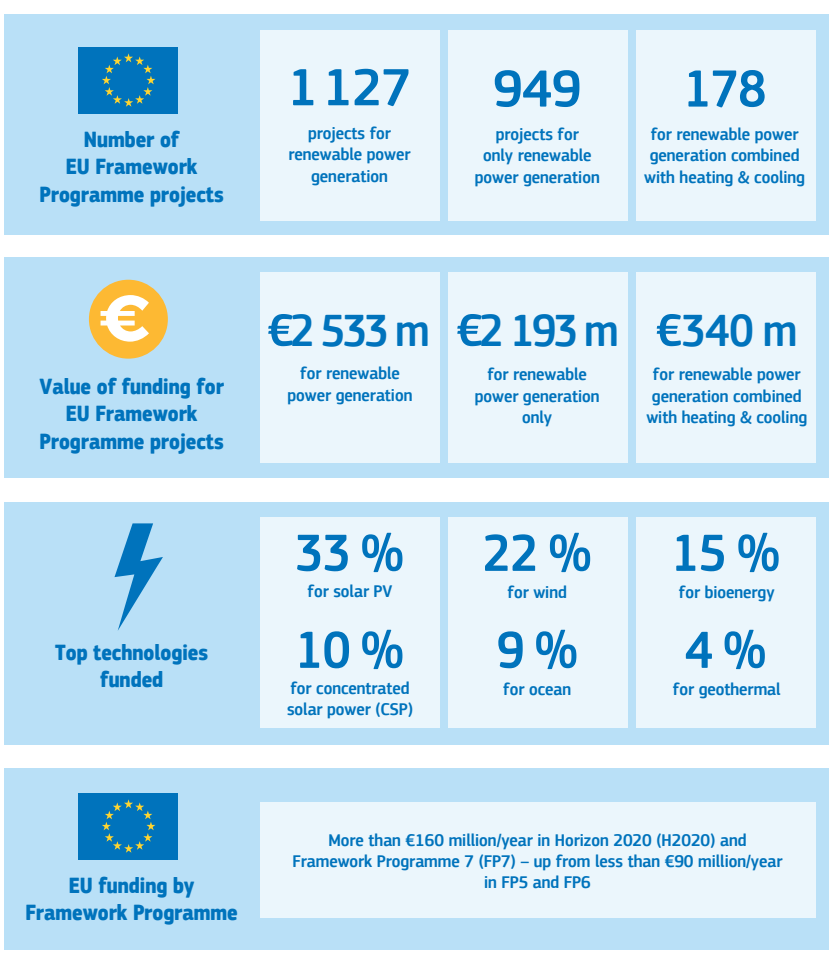 Number of
EU Framework
Programme projects
1 127
projects for
renewable power
generation
949
projects for
only renewable
power generation
178
for renewable power
generation combined
with heating & cooling
€
Value of funding for
EU Framework
Programme projects
€2 533 m
for renewable
power generation
€2 193 m
for renewable
power generation
only
€340 m
for renewable power
generation combined
with heating & cooling
Top technologies
funded
33 %
for solar PV
22 %
for wind
15 %
for bioenergy
10 %
for concentrated
solar power (CSP)
9 %
for ocean
4 %
for geothermal
EU funding by
Framework Programme
More than €160 million/year in Horizon 2020 (H2020) and
Framework Programme 7 (FP7) – up from less than €90 million/year
in FP5 and FP6